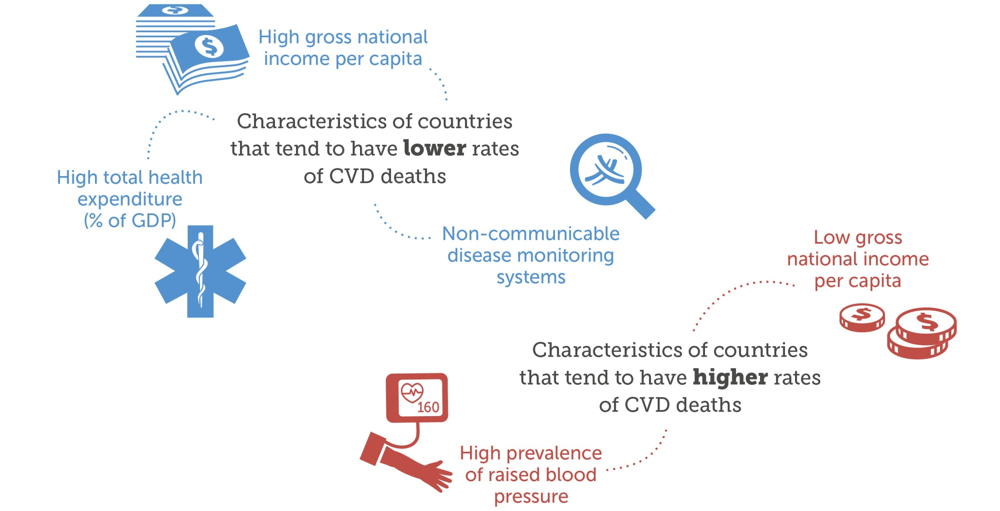 High gross national
income per capita
Characteristics of countries
that tend to have lower rates
of CVD deaths
High total health
expenditure
(% of GDP)
Non-communicable
disease monitoring
systems
Low gross
national income
per capita
$
$
$
$
Characteristics of countries
that tend to have higher rates
of CVD deaths
160
High prevalence
of raised blood
pressure